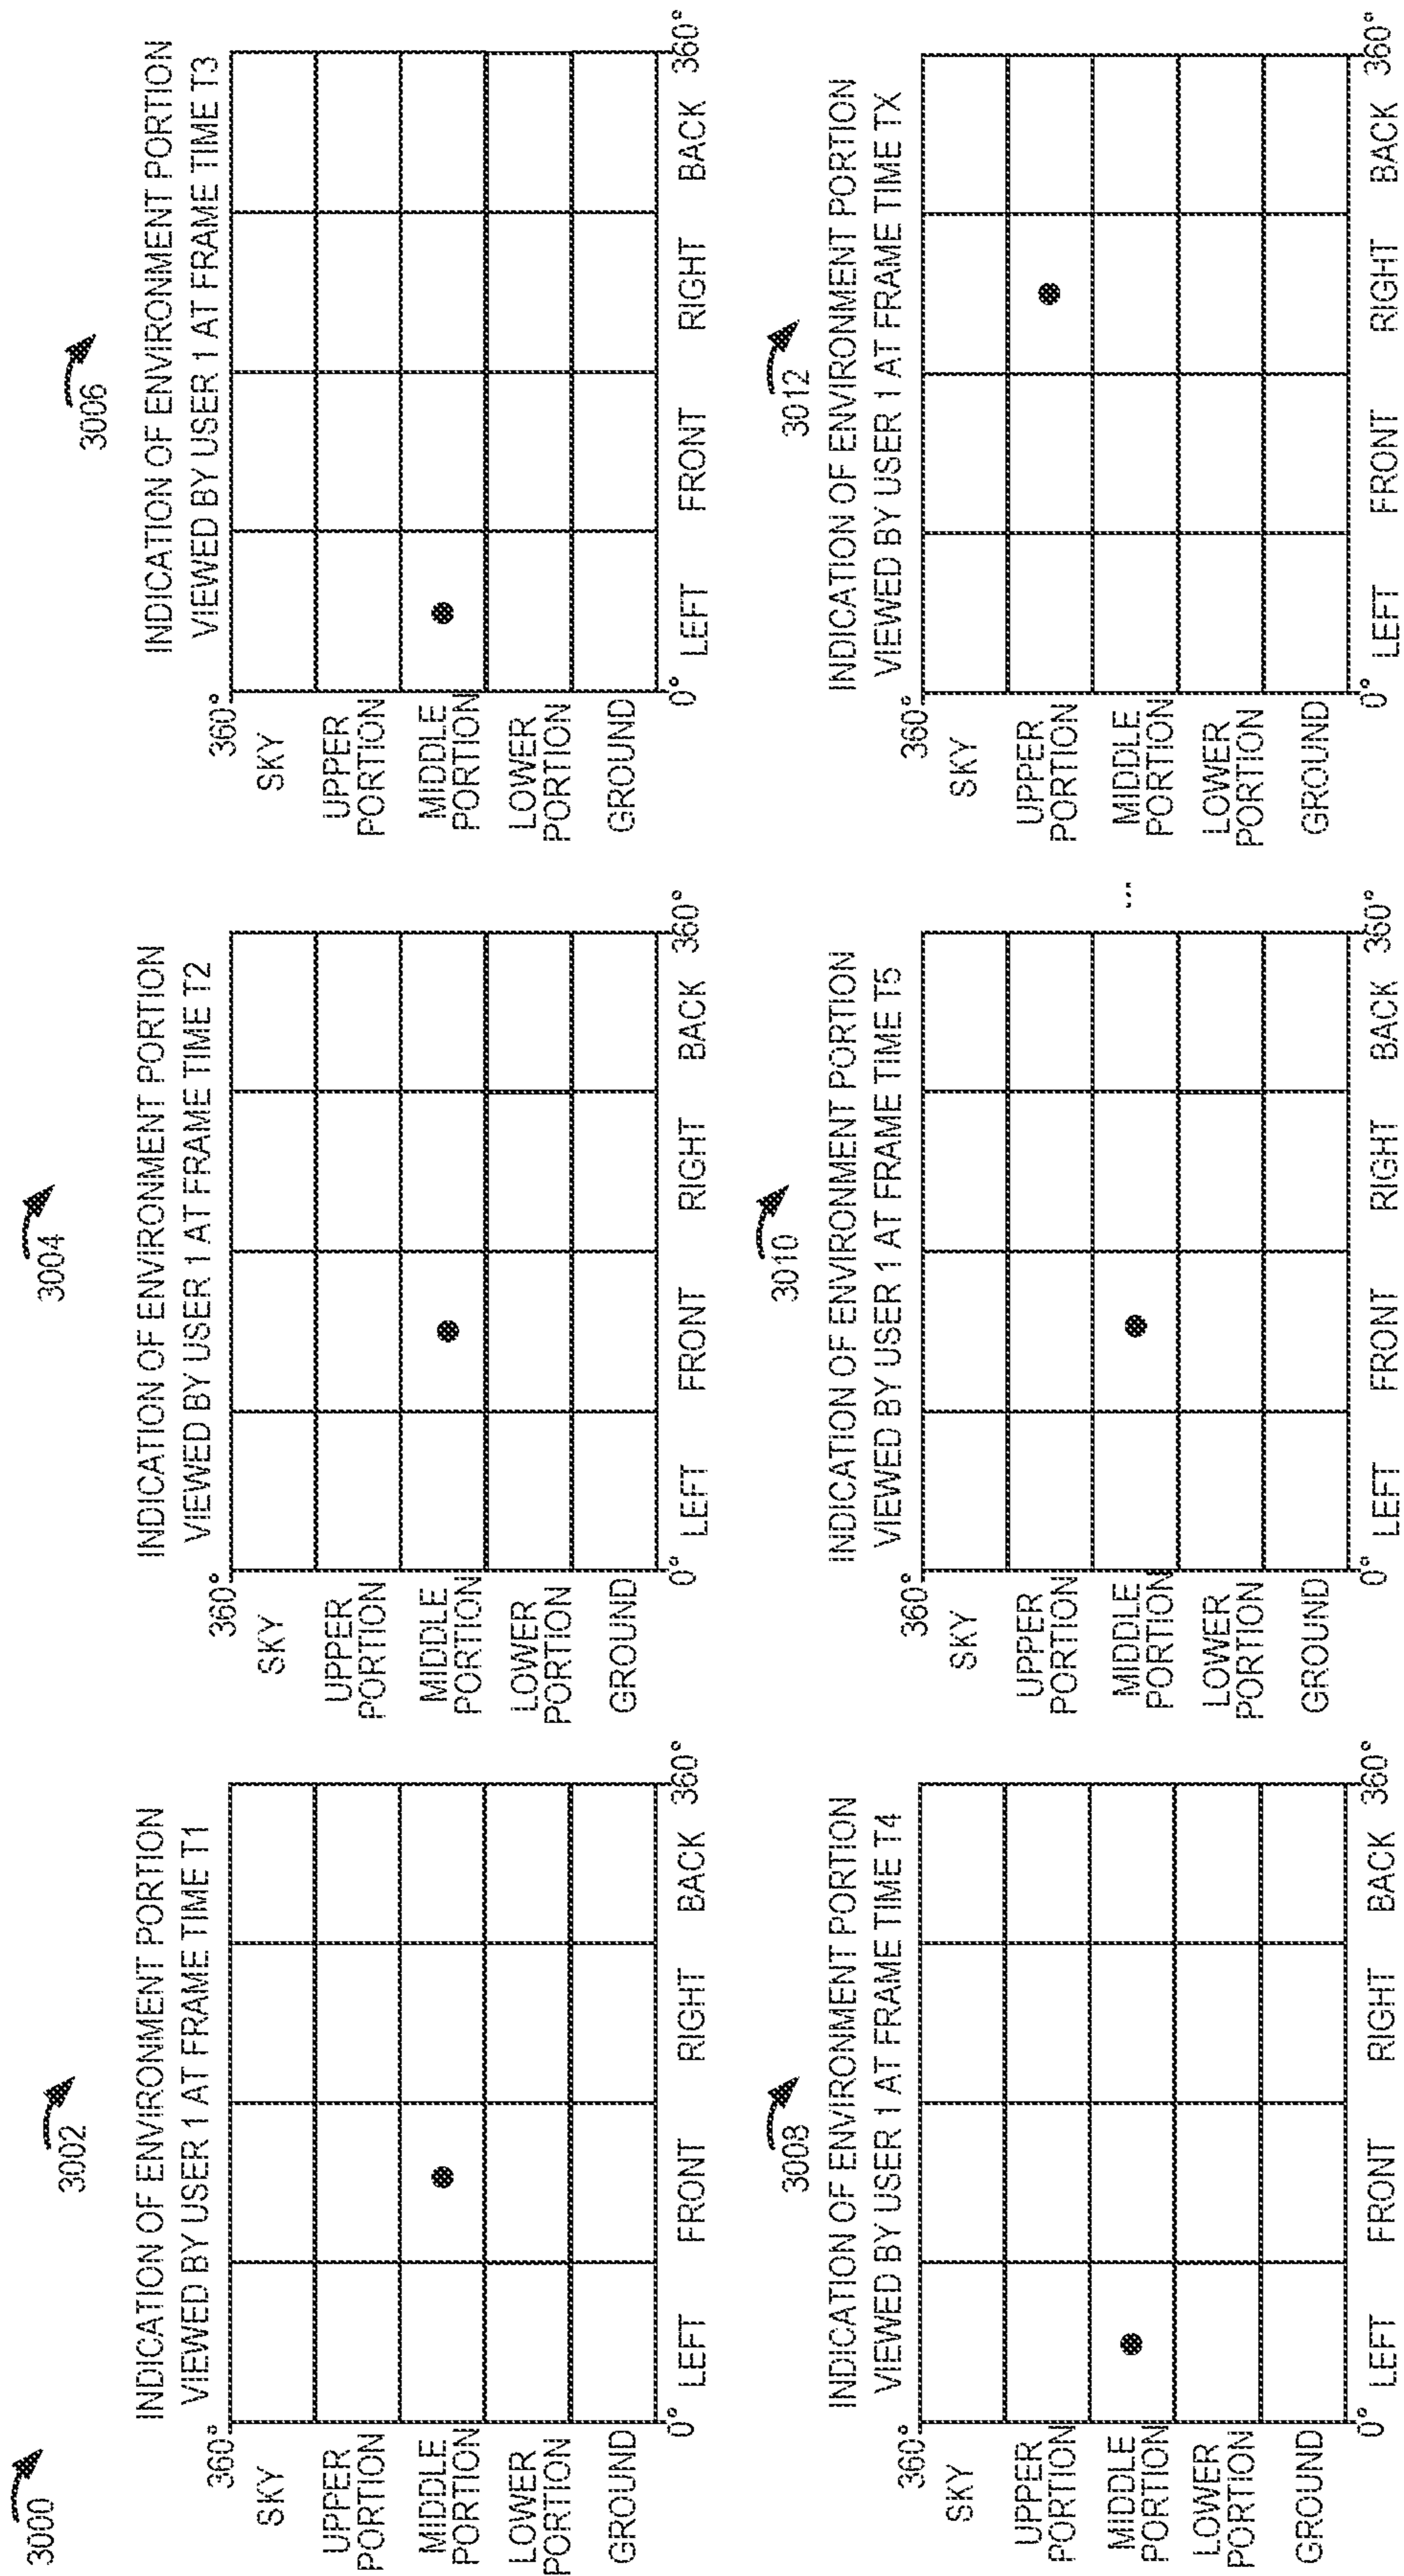 3000
3002
INDICATION OF ENVIRONMENT PORTION
VIEWED BY USER 1 AT FRAME TIME T1
360°
SKY
UPPER
PORTION
MIDDLE
PORTION
LOWER
PORTION
GROUND
0°
LEFT FRONT RIGHT BACK 360°
3004
INDICATION OF ENVIRONMENT PORTION
VIEWED BY USER 1 AT FRAME TIME T2
360°
SKY
UPPER
PORTION
MIDDLE
PORTION
LOWER
PORTION
GROUND
0°
LEFT FRONT RIGHT BACK 360°
3006
INDICATION OF ENVIRONMENT PORTION
VIEWED BY USER 1 AT FRAME TIME T3
360°
SKY
UPPER
PORTION
MIDDLE
PORTION
LOWER
PORTION
GROUND
0°
LEFT FRONT RIGHT BACK 360°
3008
INDICATION OF ENVIRONMENT PORTION
VIEWED BY USER 1 AT FRAME TIME T4
360°
SKY
UPPER
PORTION
MIDDLE
PORTION
LOWER
PORTION
GROUND
0°
LEFT FRONT RIGHT BACK 360°
3010
INDICATION OF ENVIRONMENT PORTION
VIEWED BY USER 1 AT FRAME TIME T5
360°
SKY
UPPER
PORTION
MIDDLE
PORTION
LOWER
PORTION
GROUND
0°
LEFT FRONT RIGHT BACK 360°
...
3012
INDICATION OF ENVIRONMENT PORTION
VIEWED BY USER 1 AT FRAME TIME TX
360°
SKY
UPPER
PORTION
MIDDLE
PORTION
LOWER
PORTION
GROUND
0°
LEFT FRONT RIGHT BACK 360°